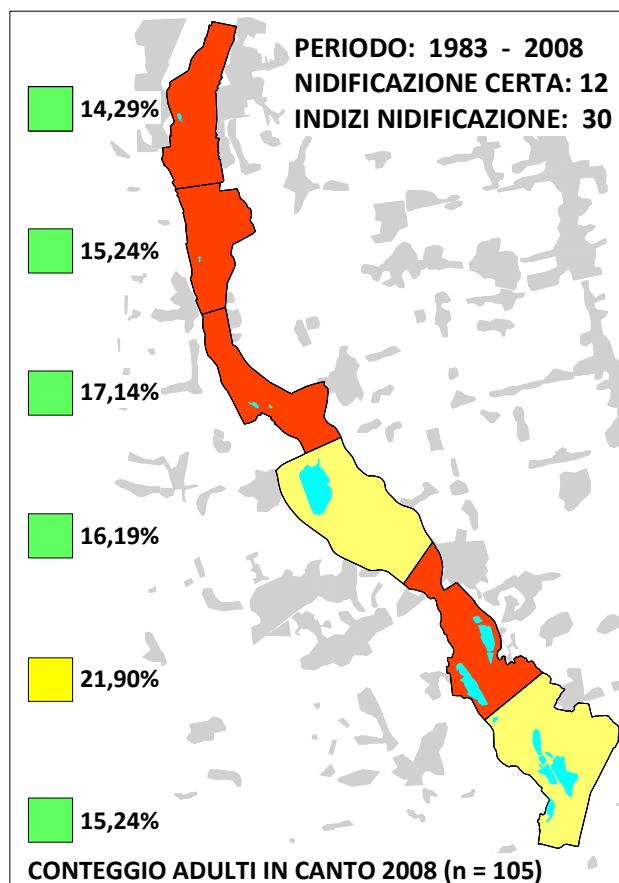 PERIODO: 1983 - 2008
NIDIFICAZIONE CERTA: 12
INDIZI NIDIFICAZIONE: 30
14,29%
15,24%
17,14%
16,19%
21,90%
15,24%
CONTEGGIO ADULTI IN CANTO 2008 (n = 105)